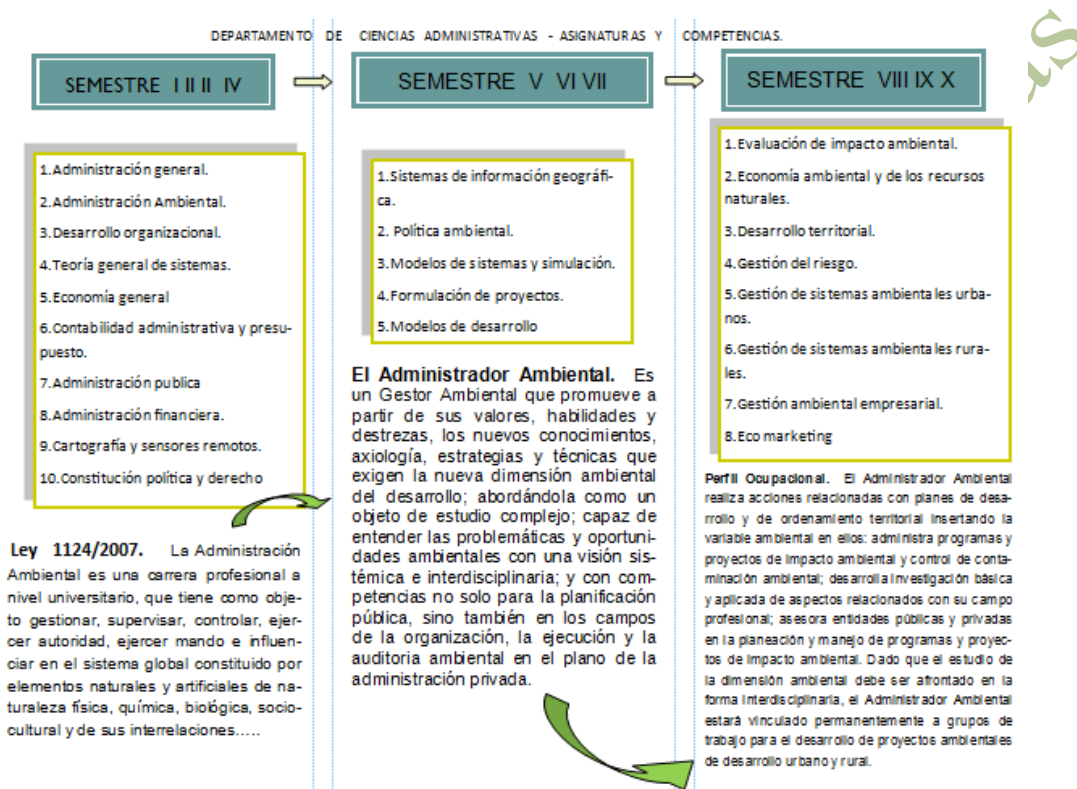 DEPARTAMENTO DE CIENCIAS ADMINISTRATIVAS - ASIGNATURAS Y COMPETENCIAS.
SEMESTRE I II II IV
1.Administración general.
2.Administración Ambiental.
3.Desarrollo organizacional.
4.Teoría general de sistemas.
5.Economía general
6.Contabilidad administrativa y presu-
puesto.
7.Administración publica
8.Administración financiera.
9.Cartografía y sensores remotos.
10.Constitución política y derecho
Ley 1124/2007. La Administración
Ambiental es una carrera profesional a
nivel universitario, que tiene como obje-
to gestionar, supervisar, controlar, ejer-
cer autoridad, ejercer mando e influen-
ciar en el sistema global constituido por
elementos naturales y artificiales de na-
turaleza física, química, biológica, socio-
cultural y de sus interrelaciones.....
SEMESTRE V VI VII
1.Sistemas de información geográfi-
ca.
2. Política ambiental.
3.Modelos de sistemas y simulación.
4.Formulación de proyectos.
5.Modelos de desarrollo
El Administrador Ambiental. Es
un Gestor Ambiental que promueve a
partir de sus valores, habilidades y
destrezas, los nuevos conocimientos,
axiología, estrategias y técnicas que
exigen la nueva dimensión ambiental
del desarrollo; abordándola como un
objeto de estudio complejo; capaz de
entender las problemáticas y oportuni-
dades ambientales con una visión sis-
témica e interdisciplinaria; y con com-
petencias no solo para la planificación
pública, sino también en los campos
de la organización, la ejecución y la
auditoria ambiental en el plano de la
administración privada.
SEMESTRE VIII IX X
1.Evaluación de impacto ambiental.
2.Economía ambiental y de los recursos
naturales.
3.Desarrollo territorial.
4.Gestión del riesgo.
5.Gestión de sistemas ambientales urba-
nos.
6.Gestión de sistemas ambientales rura-
les.
7.Gestión ambiental empresarial.
8.Eco marketing
Perfil Ocupacional. El Administrador Ambiental
realiza acciones relacionadas con planes de desa-
rrollo y de ordenamiento territorial insertando la
variable ambiental en ellos: administra programas y
proyectos de impacto ambiental y control de conta-
minación ambiental; desarrolla investigación básica
y aplicada de aspectos relacionados con su campo
profesional; asesora entidades públicas y privadas
en la planeación y manejo de programas y proyec-
tos de impacto ambiental. Dado que el estudio de
la dimensión ambiental debe ser afrontado en la
forma interdisciplinaria, el Administrador Ambiental
estará vinculado permanentemente a grupos de
trabajo para el desarrollo de proyectos ambientales
de desarrollo urbano y rural.